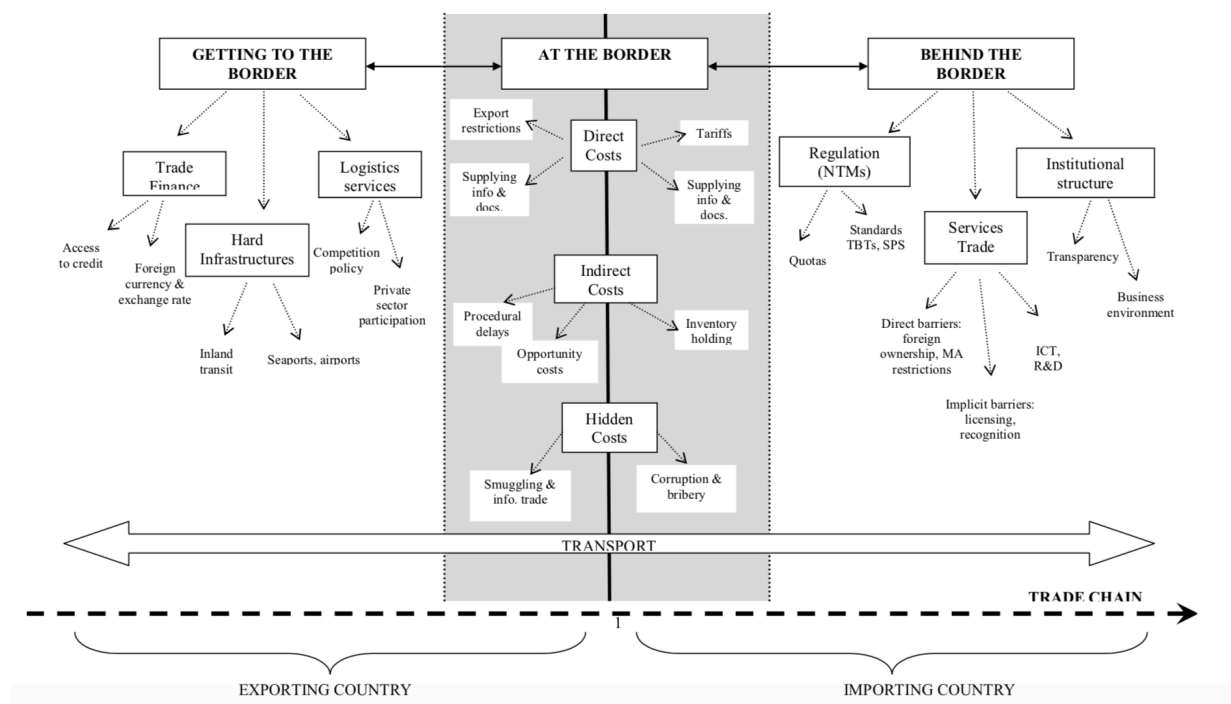 GETTING TO THE
BORDER
AT THE BORDER
BEHIND THE
BORDER
Trade
Finance
Logistics
services
Hard
Infrastructures
Access
to credit
Foreign
currency &
exchange rate
Competition
policy
Private
sector
participation
Inland
transit
Seaports, airports
Export
restrictions
Direct
Costs
Tariffs
Supplying
info &
docs.
Supplying
info &
docs.
Indirect
Costs
Procedural
delays
Opportunity
costs
Inventory
holding
Hidden
Costs
Smuggling &
info. trade
Corruption &
bribery
Regulation
(NTMs)
Institutional
structure
Services
Trade
Quotas
Standards
TBTs, SPS
Transparency
Business
environment
Direct barriers:
foreign
ownership, MA
restrictions
ICT,
R&D
Implicit barriers:
licensing,
recognition
TRANSPORT
TRADE CHAIN
1
EXPORTING COUNTRY
IMPORTING COUNTRY